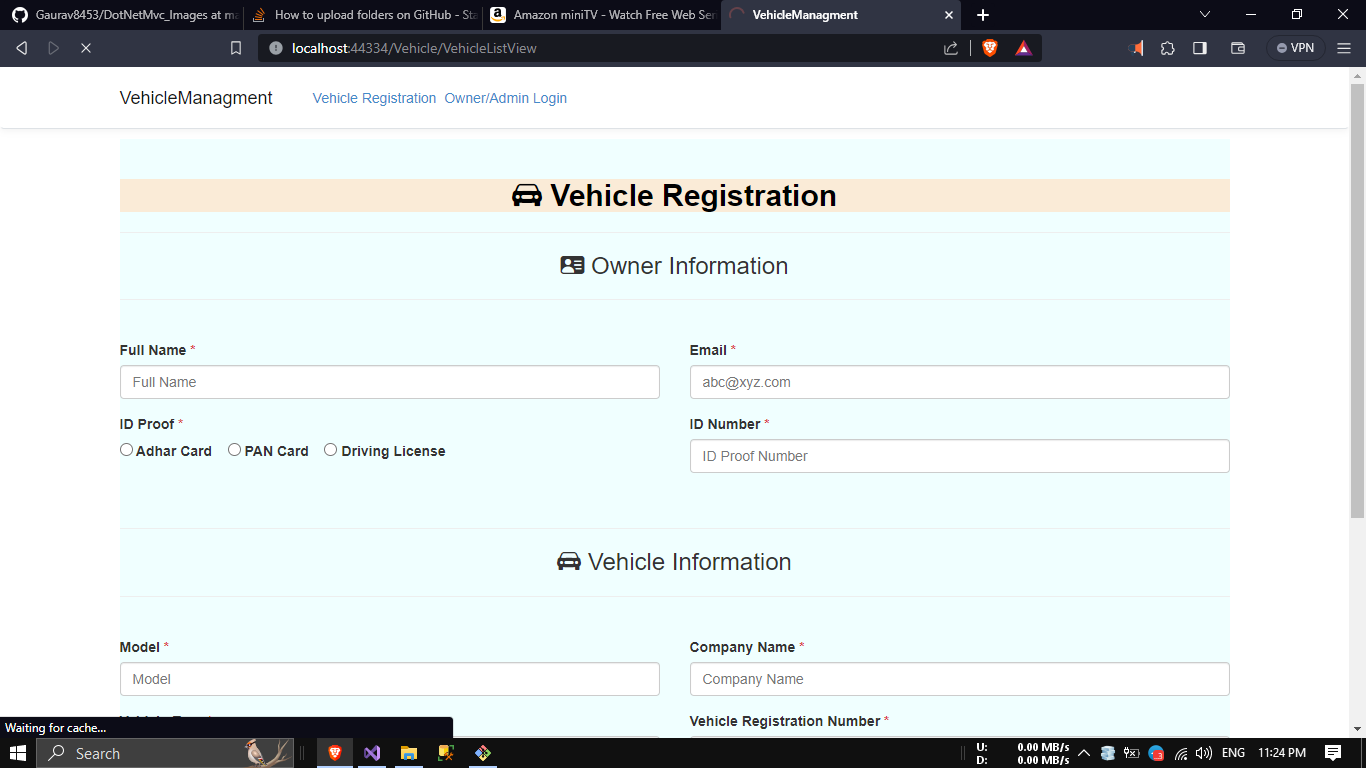 Gaurav8453/DotNetMvc_Images at ma
How to upload folders on GitHub - Sta
Amazon miniTV - Watch Free Web Seri
VehicleManagment
localhost:44334/Vehicle/VehicleListView
VPN
VehicleManagment
Vehicle Registration Owner/Admin Login
Vehicle Registration
Owner Information
Full Name *
Email *
Full Name
abc@xyz.com
ID Proof *
ID Number *
Adhar Card PAN Card Driving License
ID Proof Number
Vehicle Information
Model *
Company Name *
Model
Company Name
Vehicle Registration Number *
Waiting for cache...
Search
U: 0.00 MB/s
D: 0.00 MB/s
ENG
11:24 PM